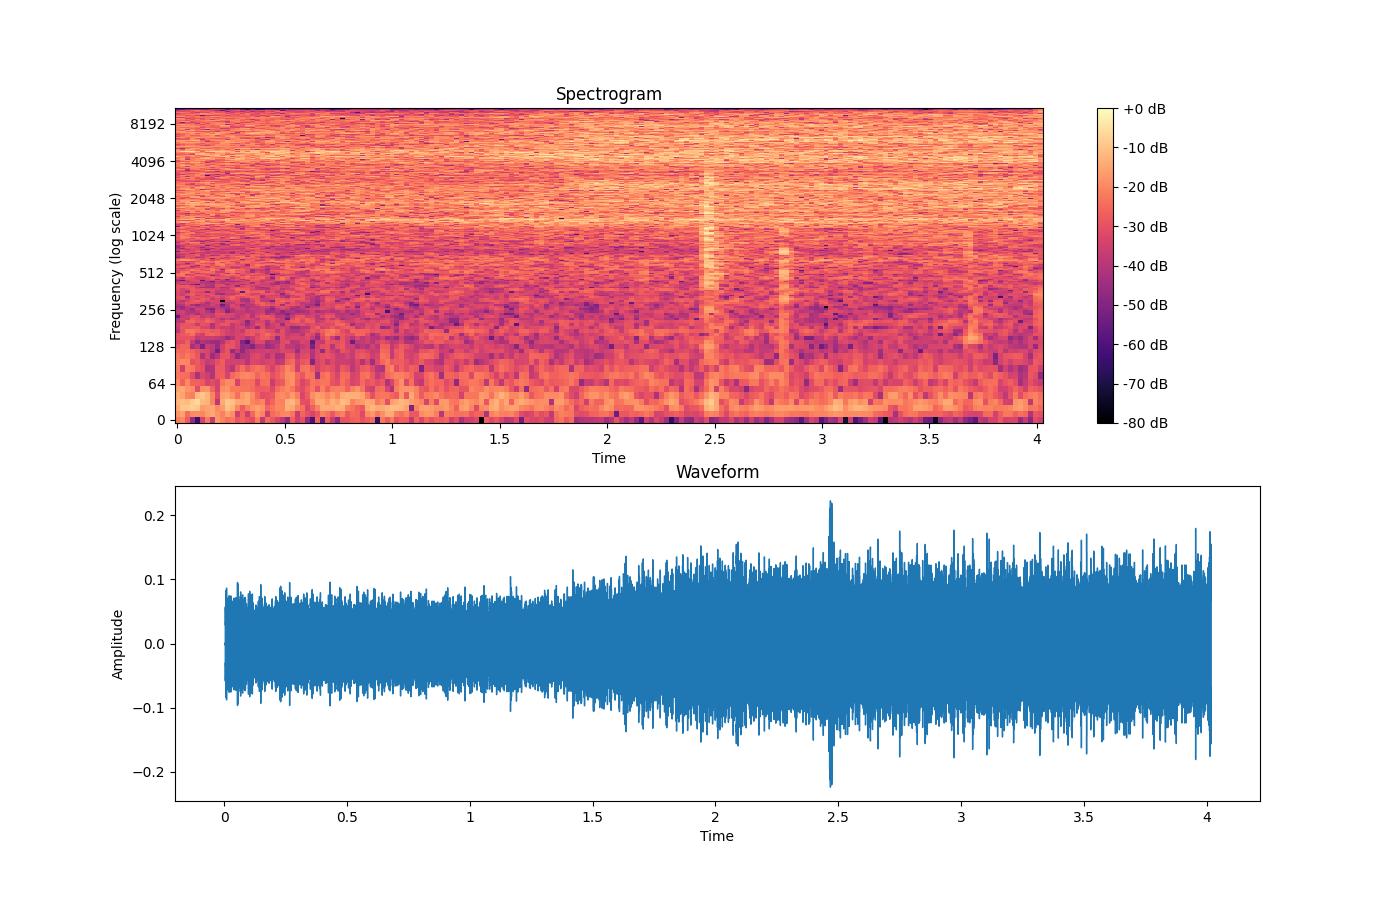 Spectrogram
8192
4096
2048
1024
512
256
128
64
0
Frequency (log scale)
0 0.5 1 1.5 2 2.5 3 3.5 4
Time
+0 dB
-10 dB
-20 dB
-30 dB
-40 dB
-50 dB
-60 dB
-70 dB
-80 dB
Waveform
0.2
0.1
0.0
−0.1
−0.2
Amplitude
0 0.5 1 1.5 2 2.5 3 3.5 4
Time